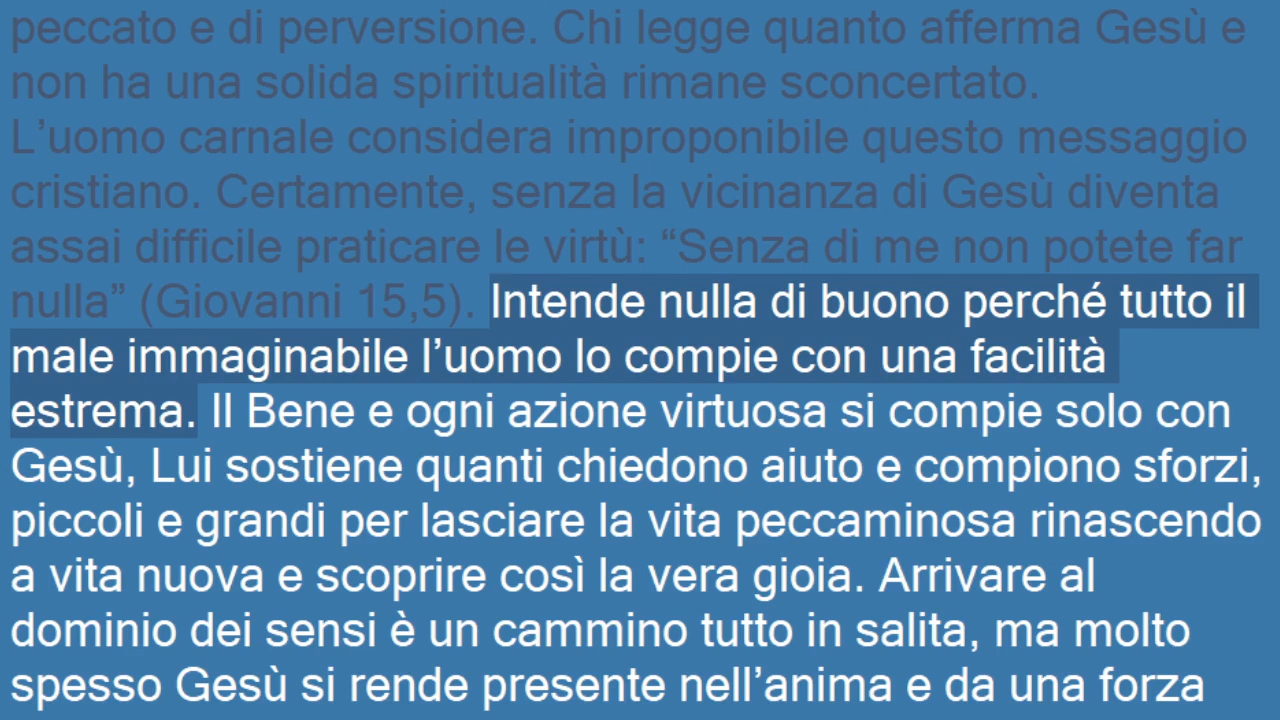 peccato e di perversione. Chi legge quanto afferma Gesù e
non ha una solida spiritualità rimane sconcertato.
L’uomo carnale considera improponibile questo messaggio
cristiano. Certamente, senza la vicinanza di Gesù diventa
assai difficile praticare le virtù: “Senza di me non potete far
nulla” (Giovanni 15,5). Intende nulla di buono perché tutto il
male immaginabile l’uomo lo compie con una facilità
estrema. Il Bene e ogni azione virtuosa si compie solo con
Gesù, Lui sostiene quanti chiedono aiuto e compiono sforzi,
piccoli e grandi per lasciare la vita peccaminosa rinascendo
a vita nuova e scoprire così la vera gioia. Arrivare al
dominio dei sensi è un cammino tutto in salita, ma molto
spesso Gesù si rende presente nell’anima e da una forza